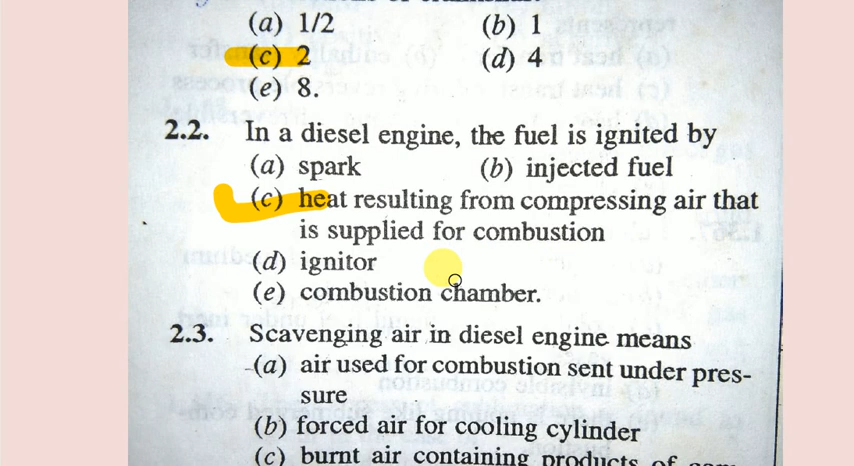 (a) 1/2 (b) 1
(c) 2 (d) 4
(e) 8.
2.2. In a diesel engine, the fuel is ignited by
(a) spark (b) injected fuel
(c) heat resulting from compressing air that
is supplied for combustion
(d) ignitor
(e) combustion chamber.
2.3. Scavenging air in diesel engine means
(a) air used for combustion sent under pres-
sure
(b) forced air for cooling cylinder
(c) burnt air containing products of